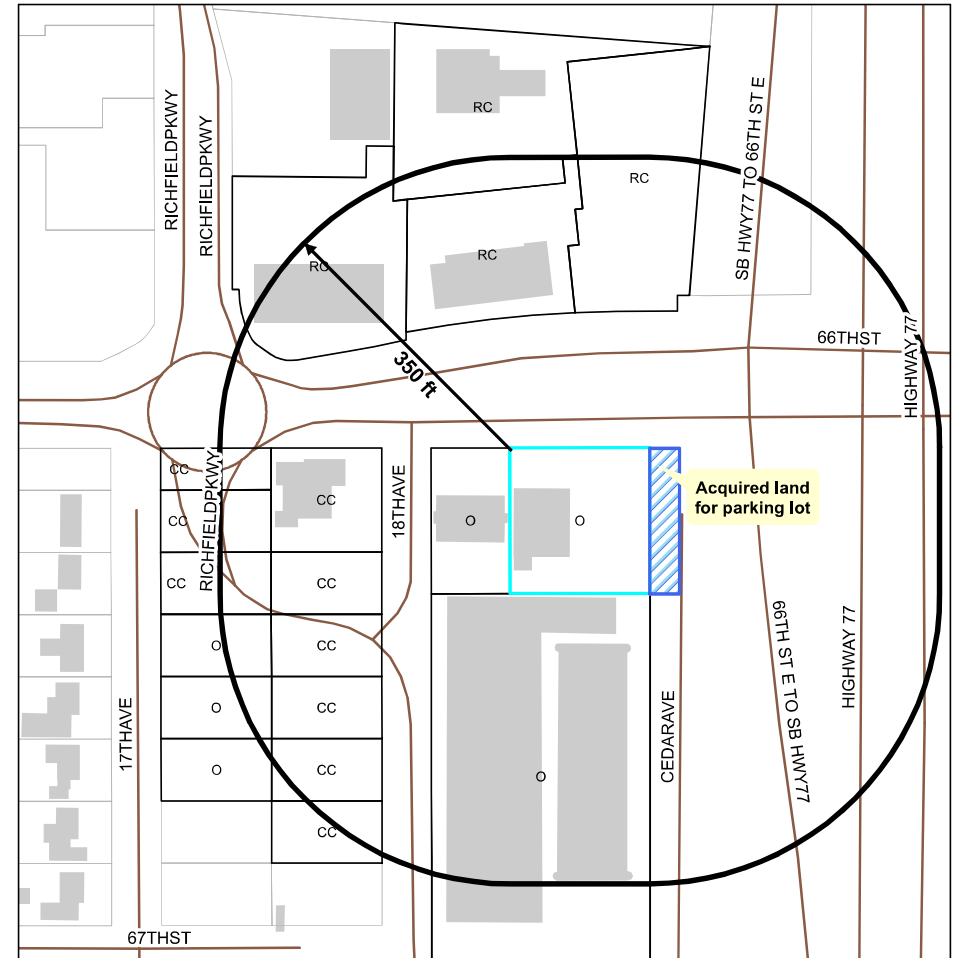 RICHFIELDPKWY
RICHFIELDPKWY
RC
RC
SB HWY77 TO 66TH ST E
RC
RC
66THST
HIGHWAY 77
350 ft
CC
CC
CC
RICHFIELDPKWY
CC
CC
18THAVE
O
O
Acquired land
for parking lot
O
CC
O
CC
O
CC
CC
17THAVE
O
CEDARAVE
66TH ST E TO SB HWY77
HIGHWAY 77
67THST